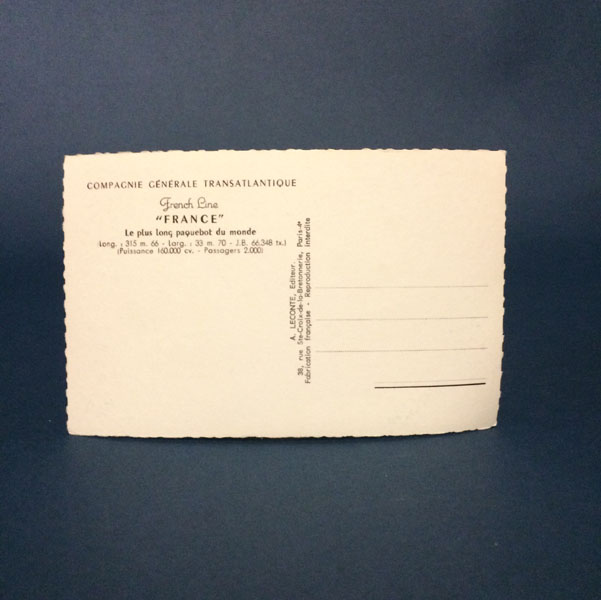 COMPAGNIE GÉNÉRALE TRANSATLANTIQUE
French Line
"FRANCE"
Le plus long paquebot du monde
(Long. : 315 m. 66 - Larg. : 33 m. 70 - J.B. 66.348 tx.)
(Puissance 160.000 cv. - Passagers 2.000)
A. LECONTE, Editeur.
38, rue Ste-Croix-de-la-Bretonnerie, Paris-4e
Fabrication française - Reproduction interdite